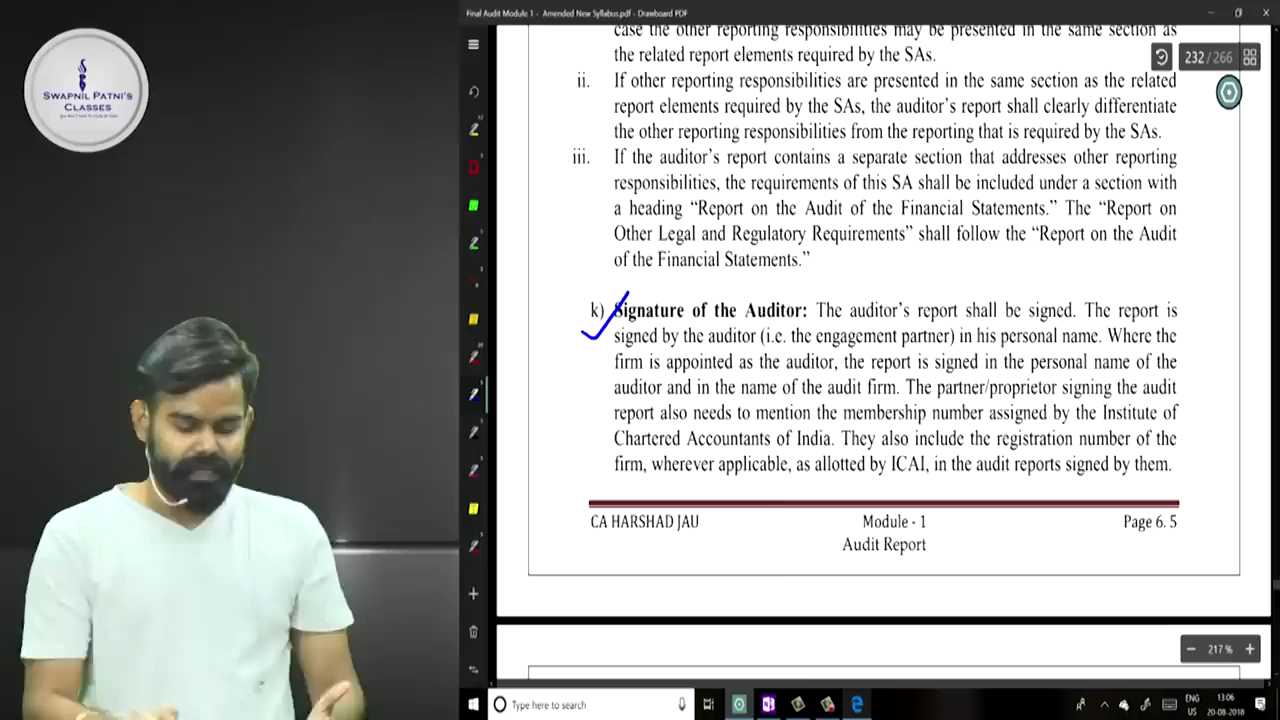 Final Audit Module 1 - Amended New Syllabus.pdf - Drawboard PDF
SWAPNIL PATNI'S
CLASSES
232 / 266
case the other reporting responsibilities may be presented in the same section as
the related report elements required by the SAs.
ii. If other reporting responsibilities are presented in the same section as the related
report elements required by the SAs, the auditor's report shall clearly differentiate
the other reporting responsibilities from the reporting that is required by the SAs.
iii. If the auditor's report contains a separate section that addresses other reporting
responsibilities, the requirements of this SA shall be included under a section with
a heading “Report on the Audit of the Financial Statements.” The “Report on
Other Legal and Regulatory Requirements” shall follow the “Report on the Audit
of the Financial Statements.”
k) Signature of the Auditor: The auditor's report shall be signed. The report is
signed by the auditor (i.e. the engagement partner) in his personal name. Where the
firm is appointed as the auditor, the report is signed in the personal name of the
auditor and in the name of the audit firm. The partner/proprietor signing the audit
report also needs to mention the membership number assigned by the Institute of
Chartered Accountants of India. They also include the registration number of the
firm, wherever applicable, as allotted by ICAI, in the audit reports signed by them.
CA HARSHAD JAU Module - 1 Page 6. 5
Audit Report
217 %
Type here to search
ENG 13:06
US 20-08-2018